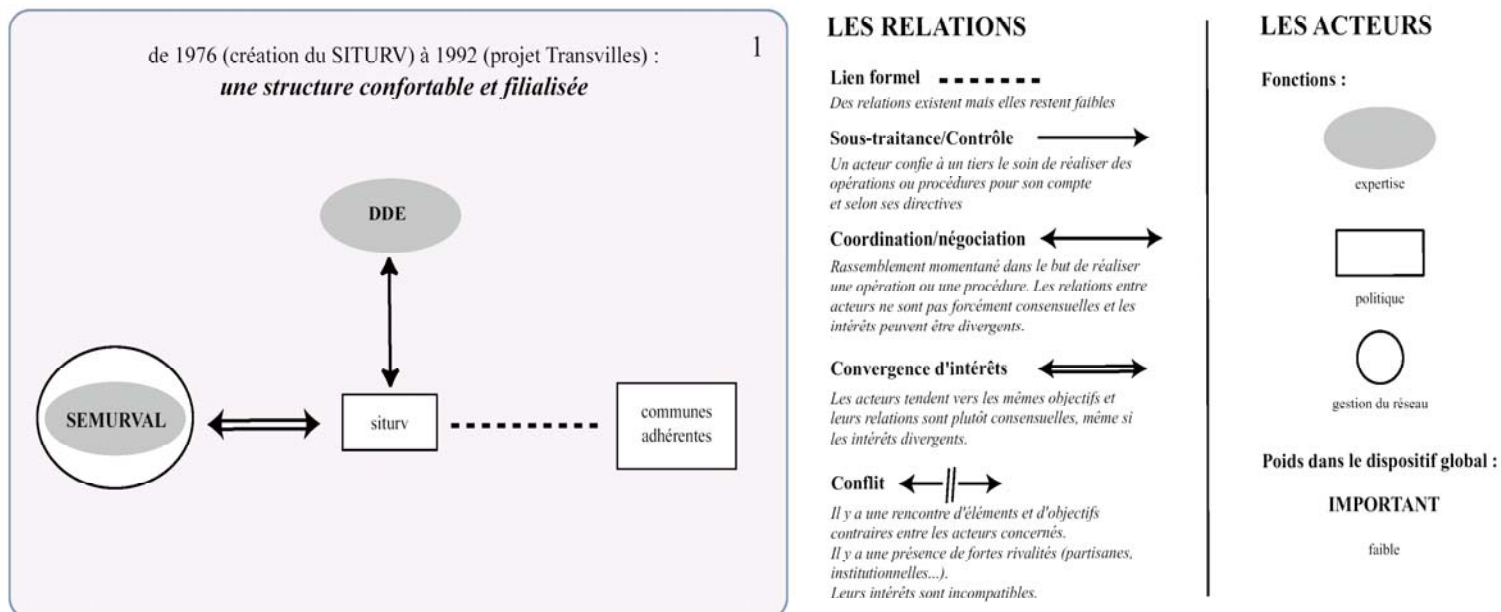 de 1976 (création du SITURV) à 1992 (projet Transvilles) :
1
une structure confortable et filialisée
DDE
SEMURVAL
siturv
communes
adhérentes
LES RELATIONS
Lien formel
Des relations existent mais elles restent faibles
Sous-traitance/Contrôle
Un acteur confie à un tiers le soin de réaliser des
opérations ou procédures pour son compte
et selon ses directives
Coordination/négociation
Rassemblement momentané dans le but de réaliser
une opération ou une procédure. Les relations entre
acteurs ne sont pas forcément consensuelles et les
intérêts peuvent être divergents.
Convergence d'intérêts
Les acteurs tendent vers les mêmes objectifs et
leurs relations sont plutôt consensuelles, même si
les intérêts divergents.
Conflit
Il y a une rencontre d'éléments et d'objectifs
contraires entre les acteurs concernés.
Il y a une présence de fortes rivalités (partisanes,
institutionnelles...).
Leurs intérêts sont incompatibles.
LES ACTEURS
Fonctions :
expertise
politique
gestion du réseau
Poids dans le dispositif global :
IMPORTANT
faible